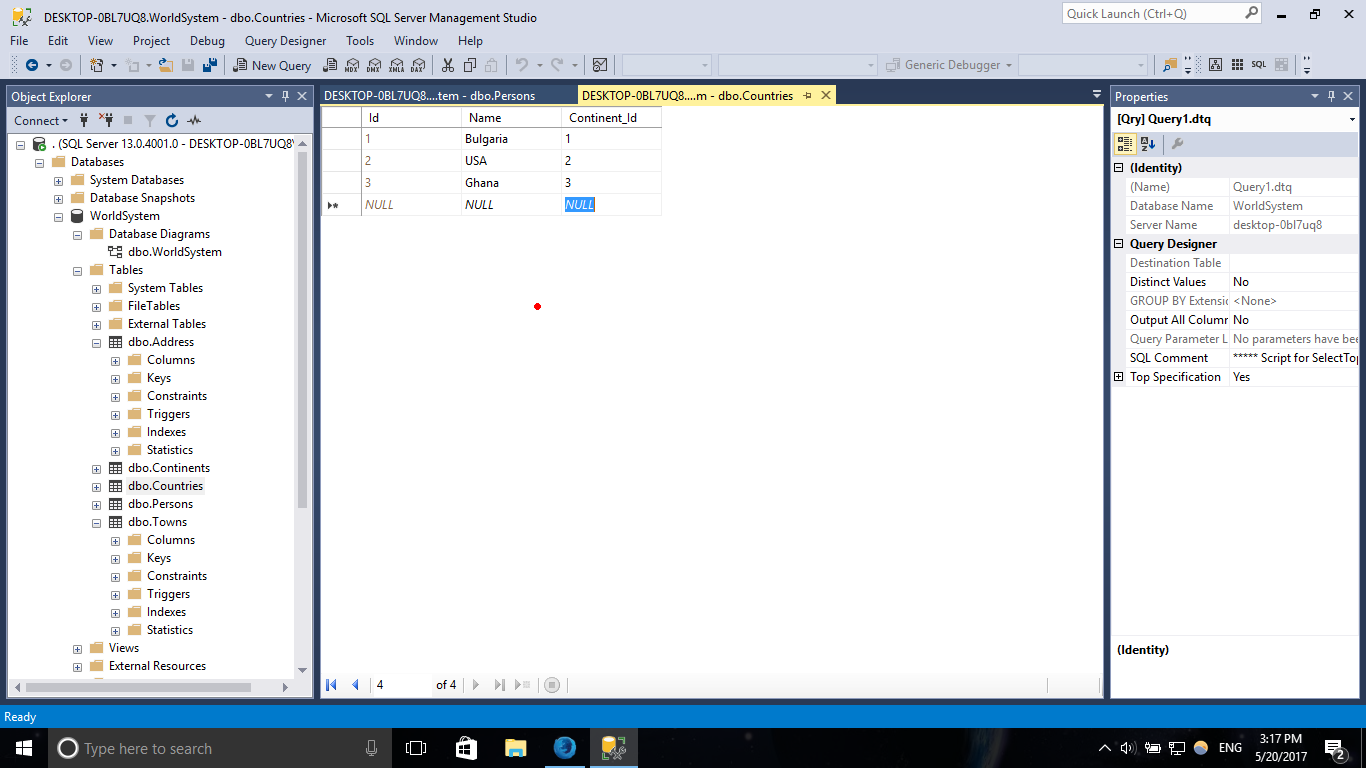 DESKTOP-0BL7UQ8.WorldSystem - dbo.Countries - Microsoft SQL Server Management Studio
Quick Launch (Ctrl+Q)
File Edit View Project Debug Query Designer Tools Window Help
New Query MDX DMX XMLA DAX Generic Debugger SQL
Object Explorer
Connect
. (SQL Server 13.0.4001.0 - DESKTOP-0BL7UQ8\
Databases
System Databases
Database Snapshots
WorldSystem
Database Diagrams
dbo.WorldSystem
Tables
System Tables
FileTables
External Tables
dbo.Address
Columns
Keys
Constraints
Triggers
Indexes
Statistics
dbo.Continents
dbo.Countries
dbo.Persons
dbo.Towns
Columns
Keys
Constraints
Triggers
Indexes
Statistics
Views
External Resources
DESKTOP-0BL7UQ8....tem - dbo.Persons DESKTOP-0BL7UQ8....m - dbo.Countries
Id Name Continent_Id
1 Bulgaria 1
2 USA 2
3 Ghana 3
NULL NULL NULL
4 of 4
Properties
[Qry] Query1.dtq
(Identity)
(Name) Query1.dtq
Database Name WorldSystem
Server Name desktop-0bl7uq8
Query Designer
Destination Table
Distinct Values No
GROUP BY Extensio <None>
Output All Column No
Query Parameter L No parameters have bee
SQL Comment ***** Script for SelectTop
Top Specification Yes
(Identity)
Ready
Type here to search
ENG
3:17 PM
5/20/2017
2